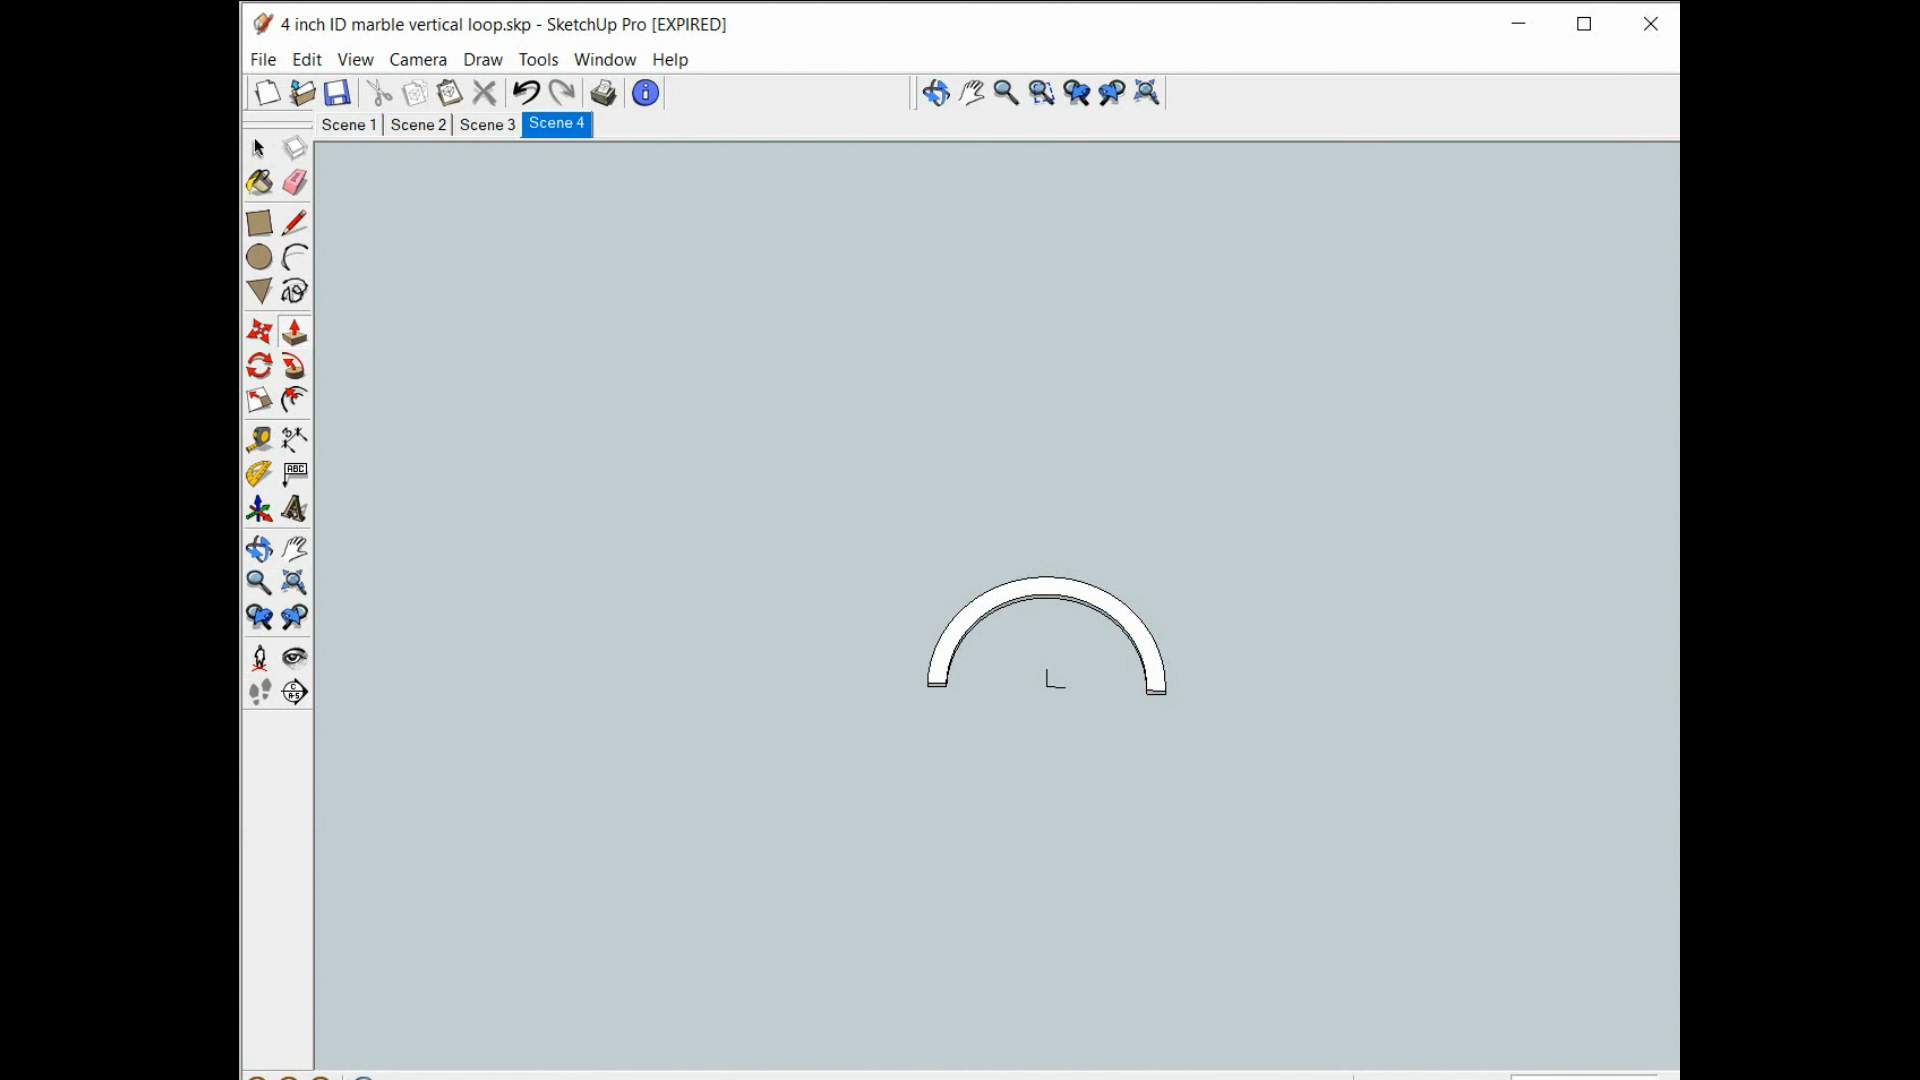 4 inch ID marble vertical loop.skp - SketchUp Pro [EXPIRED]
File Edit View Camera Draw Tools Window Help
Scene 1 Scene 2 Scene 3 Scene 4
ABC